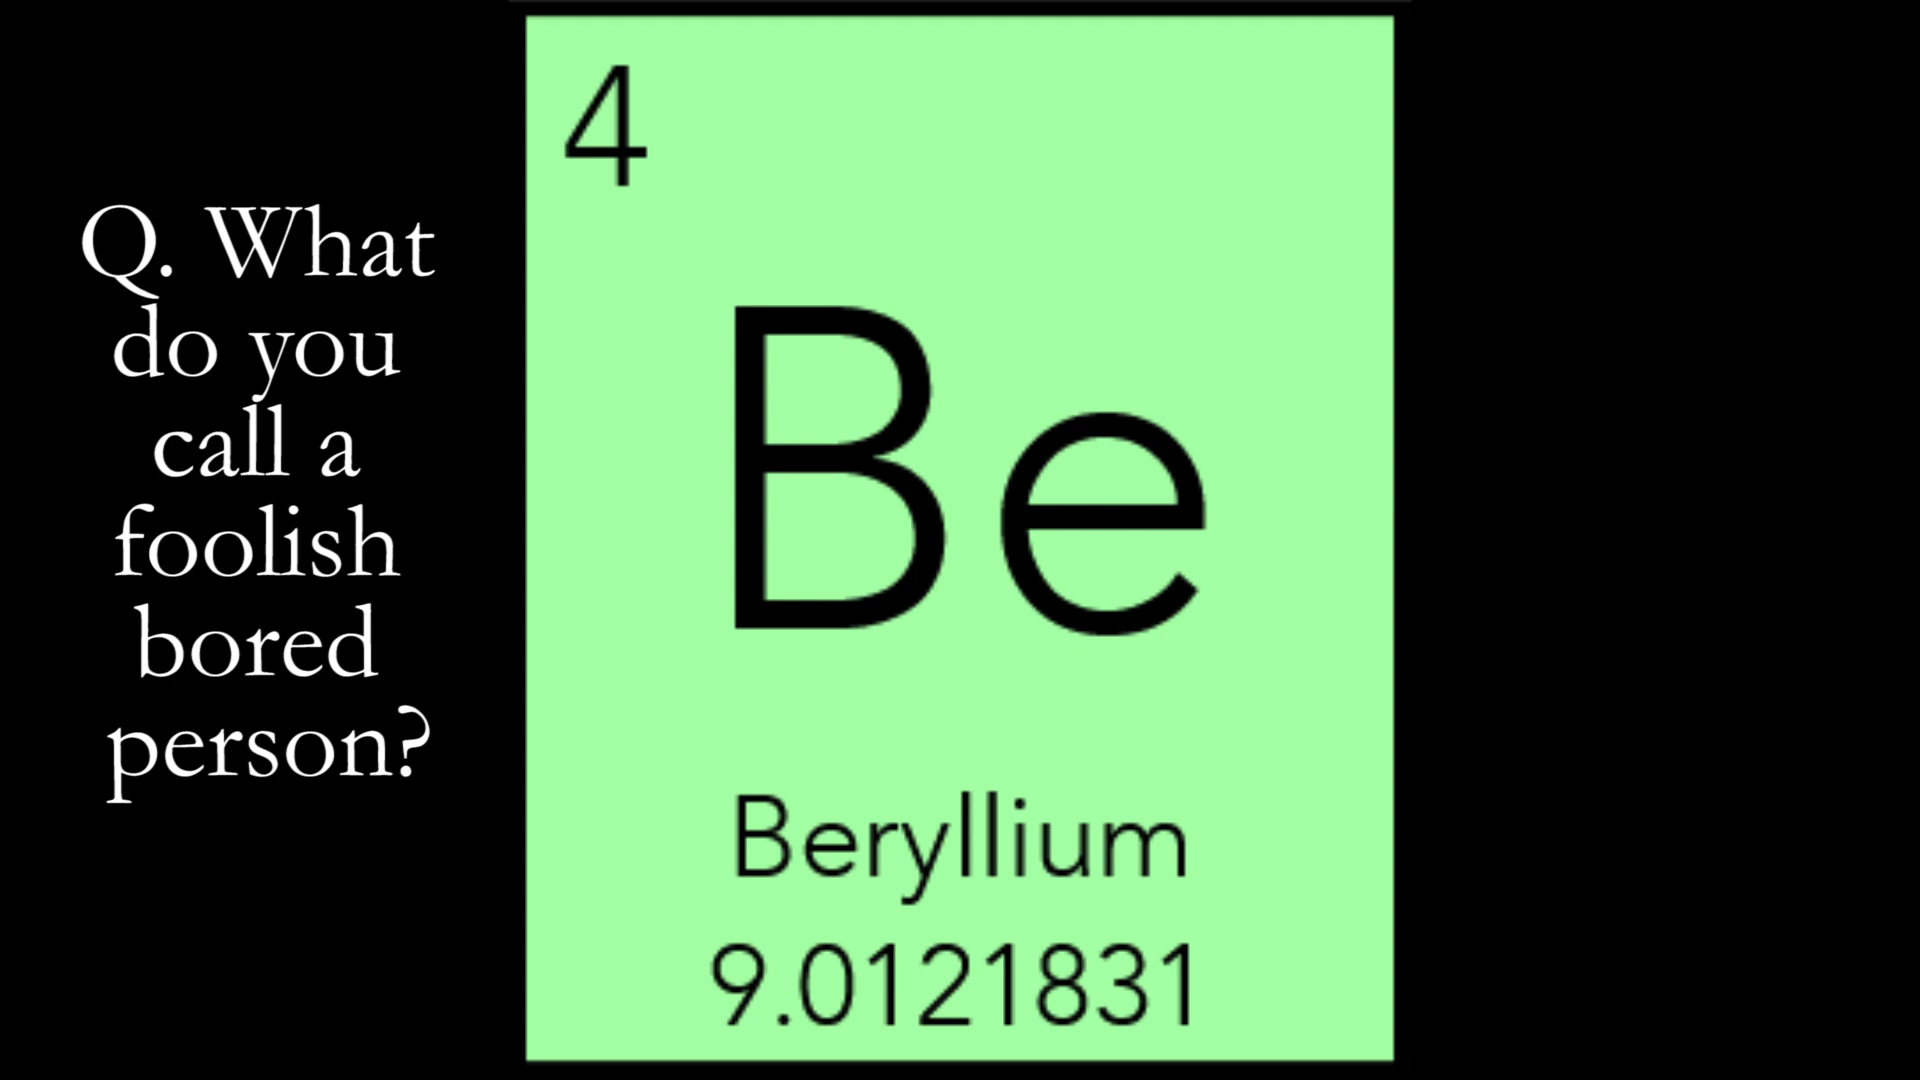 Q. What
do you
call a
foolish
bored
person?
4
Be
Beryllium
9.0121831